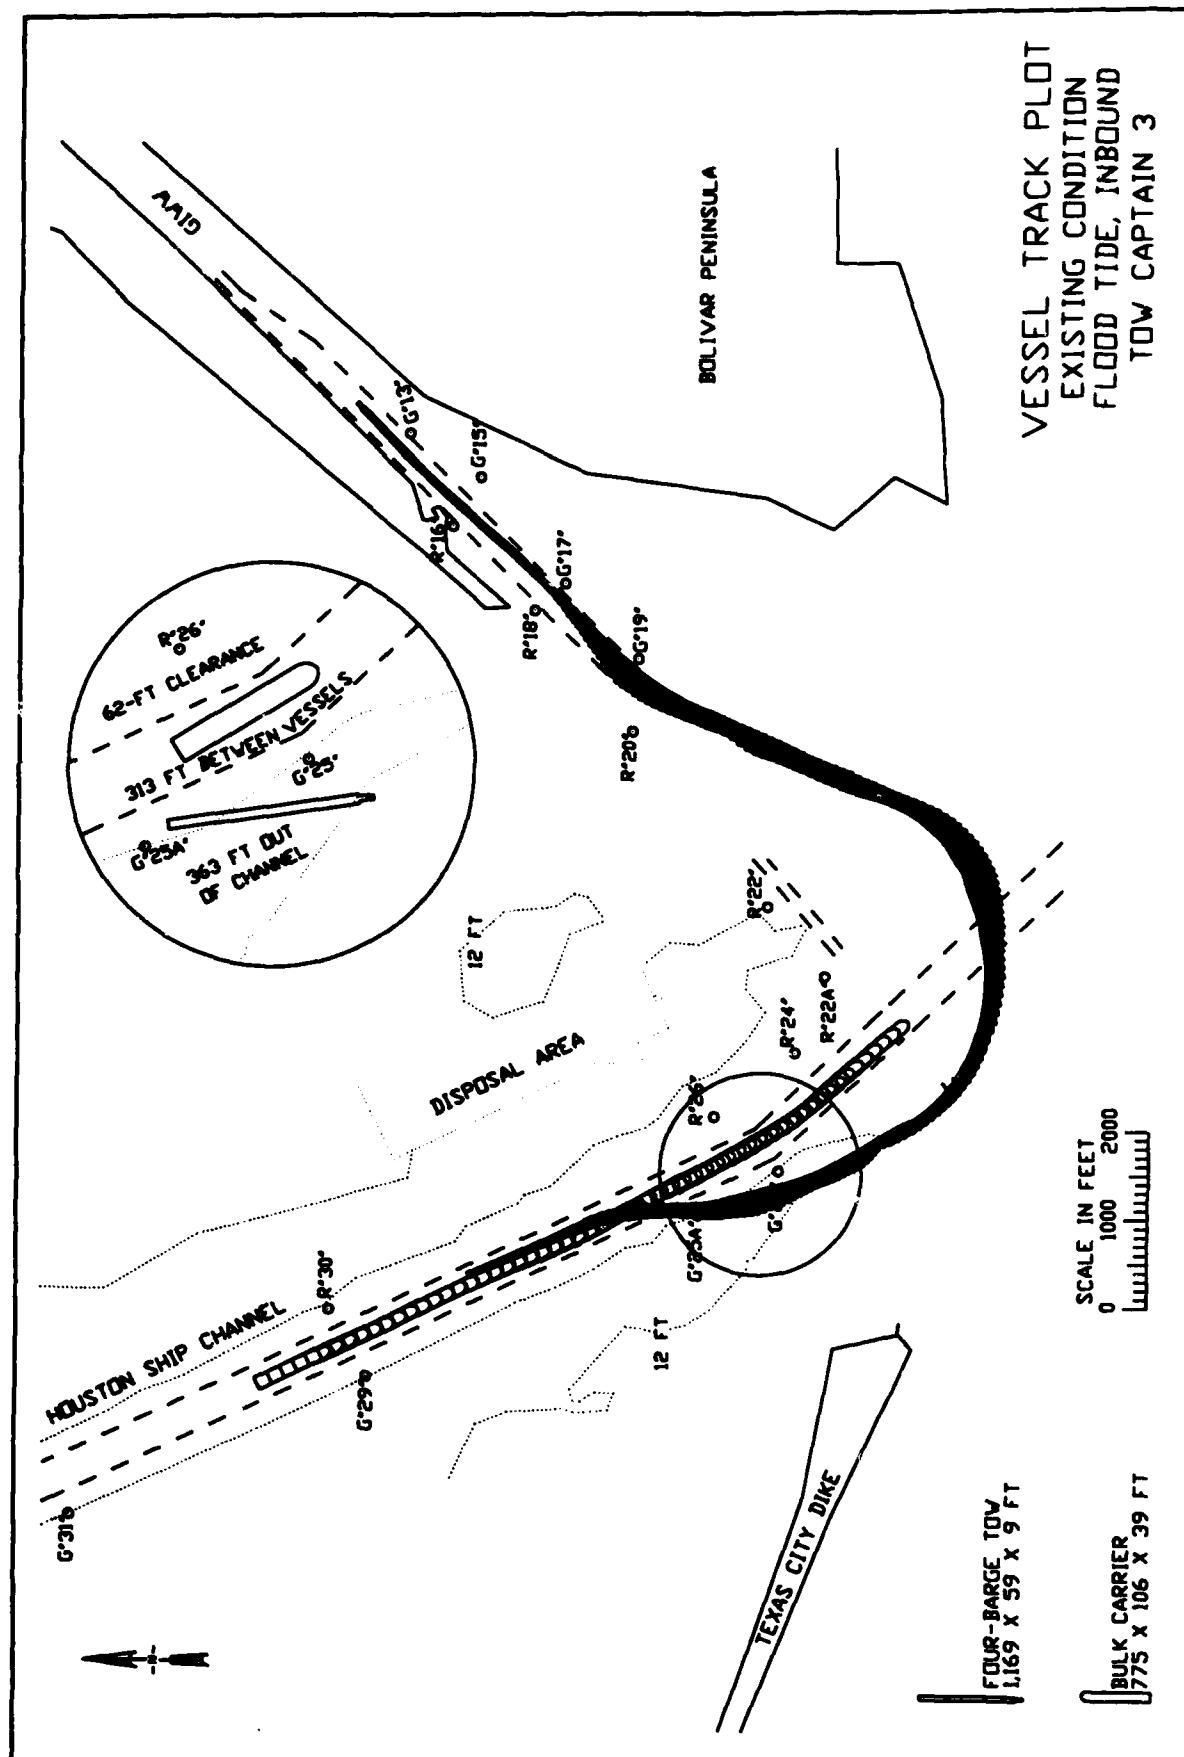 VESSEL TRACK PLOT
EXISTING CONDITION
FLOOD TIDE, INBOUND
TOW CAPTAIN 3
GIWW
BOLIVAR PENINSULA
G"13"
G"15"
R"16"
G"17"
R"18"
G"19"
R"20"
R"22"
R"22A"
R"24"
R"26"
G"25A"
R"30"
G"29"
G"31"
R"26"
62-FT CLEARANCE
313 FT BETWEEN VESSELS
G"25"
G"25A"
363 FT OUT
OF CHANNEL
12 FT
DISPOSAL AREA
HOUSTON SHIP CHANNEL
12 FT
TEXAS CITY DIKE
SCALE IN FEET
0 1000 2000
N
FOUR-BARGE TOW
1,169 X 59 X 9 FT
BULK CARRIER
775 X 106 X 39 FT